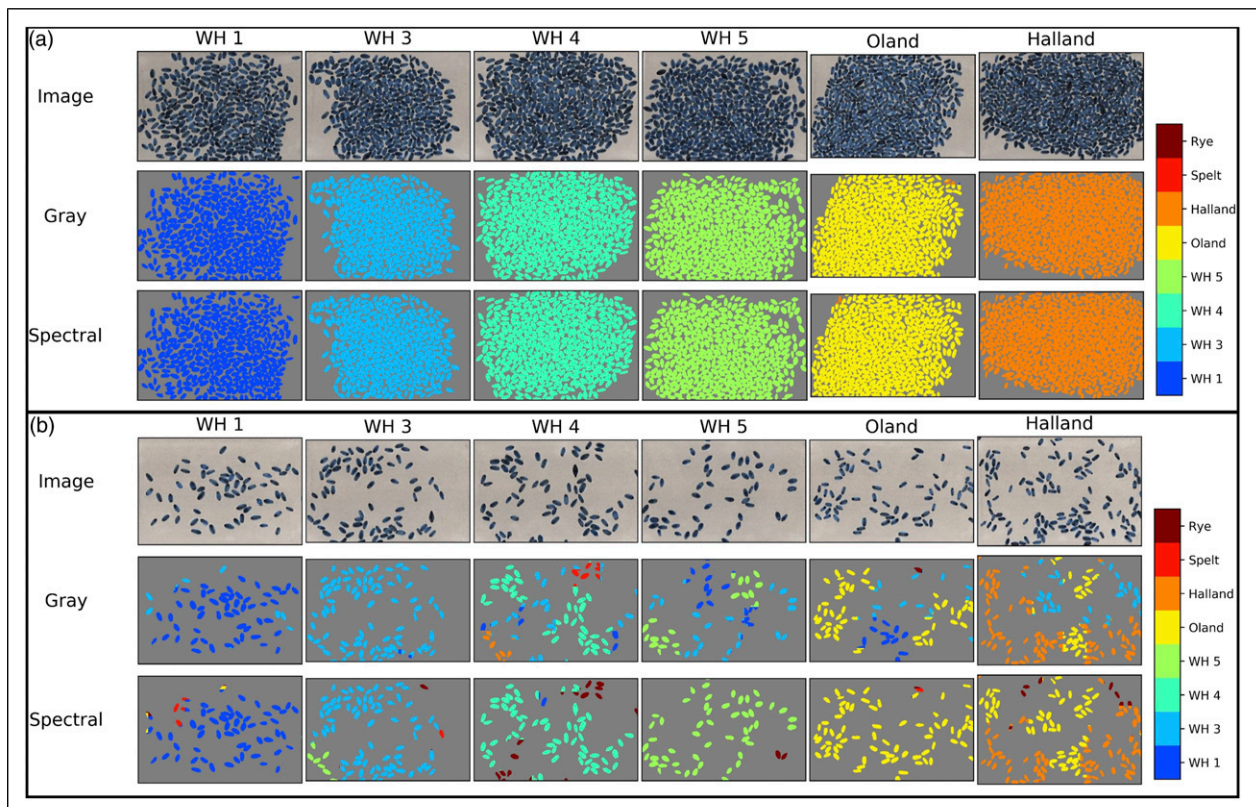 (a)
WH 1 WH 3 WH 4 WH 5 Oland Halland
Image
Gray
Spectral
Rye
Spelt
Halland
Oland
WH 5
WH 4
WH 3
WH 1
(b)
WH 1 WH 3 WH 4 WH 5 Oland Halland
Image
Gray
Spectral
Rye
Spelt
Halland
Oland
WH 5
WH 4
WH 3
WH 1